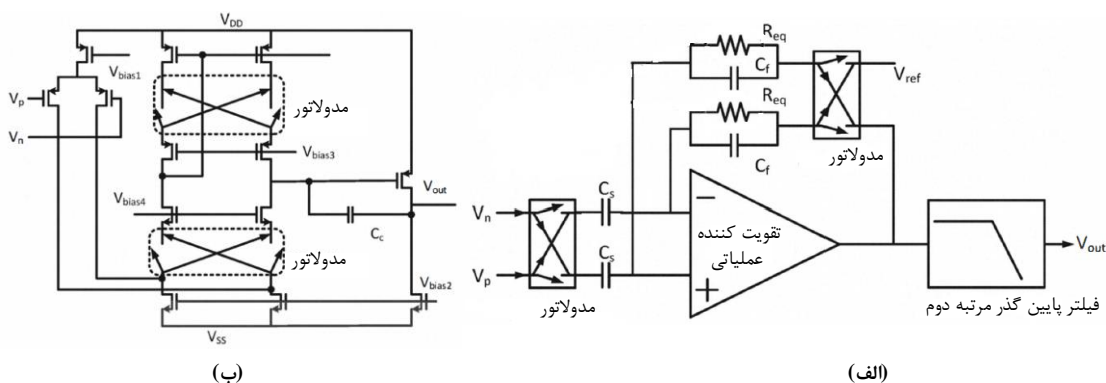 V_DD
V_bias1
V_p
V_n
مدولاتور
V_bias3
V_bias4
V_out
C_c
مدولاتور
V_bias2
V_SS
(ب)
R_eq
C_f
V_ref
R_eq
C_f
مدولاتور
C_s
V_n
−
تقویت کننده
عملیاتی
C_s
V_p
+
V_out
مدولاتور
فیلتر پایین گذر مرتبه دوم
(الف)